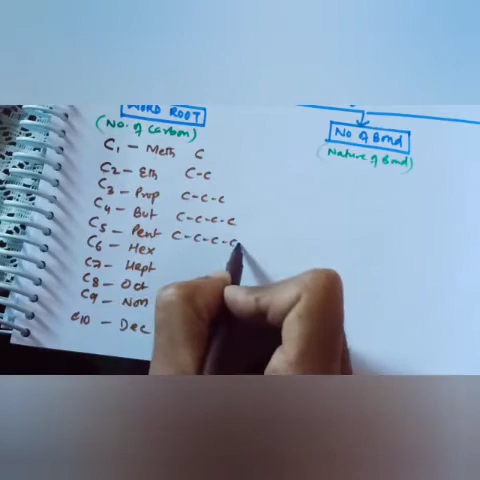 WORD ROOT
(No. of Carbon)
C1 – Meth C
C2 – Eth C-C
C3 – Prop C-C-C
C4 – But C-C-C-C
C5 – Pent C-C-C-C
C6 – Hex
C7 – Hept
C8 – Oct
C9 – Non
C10 – Dec
No of Bond
(Nature of Bond)